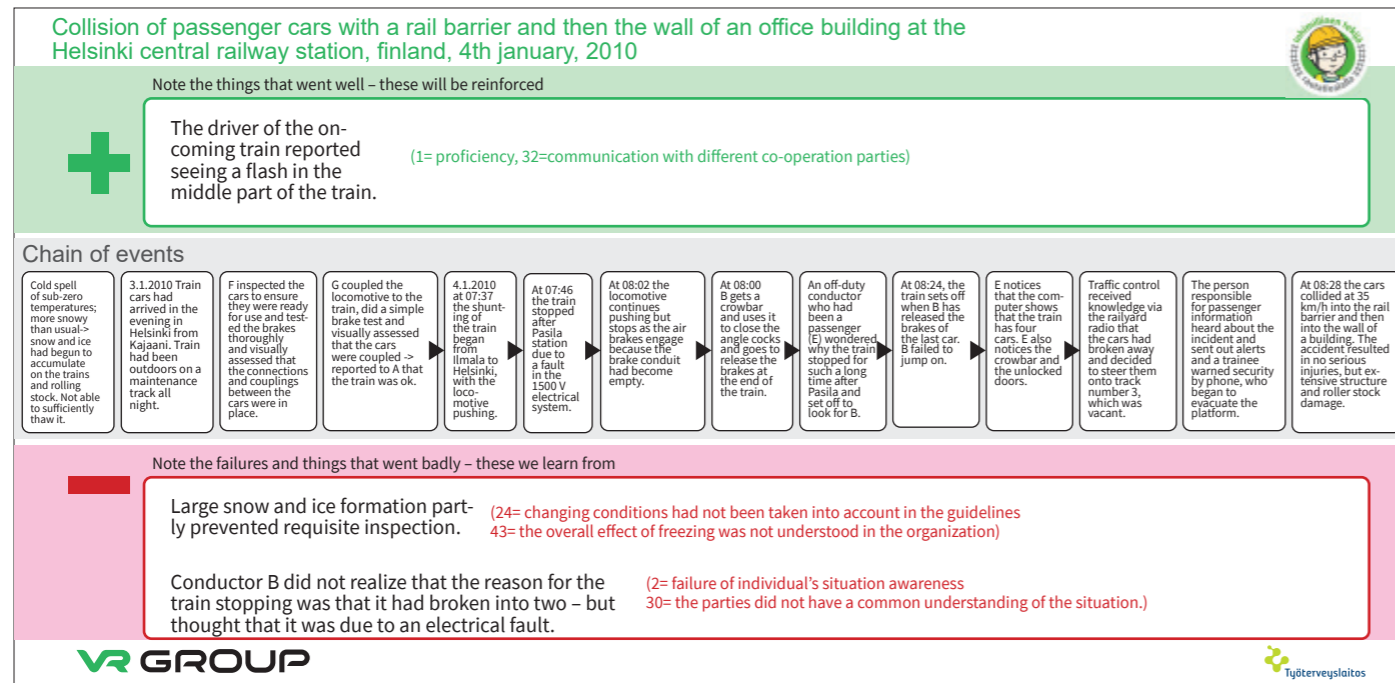 Collision of passenger cars with a rail barrier and then the wall of an office building at the
Helsinki central railway station, finland, 4th january, 2010
Note the things that went well – these will be reinforced
The driver of the on-
coming train reported
seeing a flash in the
middle part of the train.
(1= proficiency, 32=communication with different co-operation parties)
Chain of events
Cold spell
of sub-zero
temperatures;
more snowy
than usual->
snow and ice
had begun to
accumulate
on the trains
and rolling
stock. Not able
to sufficiently
thaw it.
3.1.2010 Train
cars had
arrived in the
evening in
Helsinki from
Kajaani. Train
had been
outdoors on a
maintenance
track all
night.
F inspected the
cars to ensure
they were ready
for use and test-
ed the brakes
thoroughly
and visually
assessed that
the connections
and couplings
between the
cars were in
place.
G coupled the
locomotive to the
train, did a simple
brake test and
visually assessed
that the cars
were coupled ->
reported to A that
the train was ok.
4.1.2010
at 07:37
the shunt-
ing of
the train
began
from
Ilmala to
Helsinki,
with the
loco-
motive
pushing.
At 07:46
the train
stopped
after
Pasila
station
due to
a fault
in the
1500 V
electrical
system.
At 08:02 the
locomotive
continues
pushing but
stops as the air
brakes engage
because the
brake conduit
had become
empty.
At 08:00
B gets a
crowbar
and uses it
to close the
angle cocks
and goes to
release the
brakes at
the end of
the train.
An off-duty
conductor
who had
been a
passenger
(E) wondered
why the train
stopped for
such a long
time after
Pasila and
set off to
look for B.
At 08:24, the
train sets off
when B has
released the
brakes of
the last car.
B failed to
jump on.
E notices
that the com-
puter shows
that the train
has four
cars. E also
notices the
crowbar and
the unlocked
doors.
Traffic control
received
knowledge via
the railyard
radio that
the cars had
broken away
and decided
to steer them
onto track
number 3,
which was
vacant.
The person
responsible
for passenger
information
heard about the
incident and
sent out alerts
and a trainee
warned security
by phone, who
began to
evacuate the
platform.
At 08:28 the cars
collided at 35
km/h into the rail
barrier and then
into the wall of
a building. The
accident resulted
in no serious
injuries, but ex-
tensive structure
and roller stock
damage.
Note the failures and things that went badly – these we learn from
Large snow and ice formation part-
ly prevented requisite inspection.
(24= changing conditions had not been taken into account in the guidelines
43= the overall effect of freezing was not understood in the organization)
Conductor B did not realize that the reason for the
train stopping was that it had broken into two – but
thought that it was due to an electrical fault.
(2= failure of individual’s situation awareness
30= the parties did not have a common understanding of the situation.)
VR GROUP
Työterveyslaitos